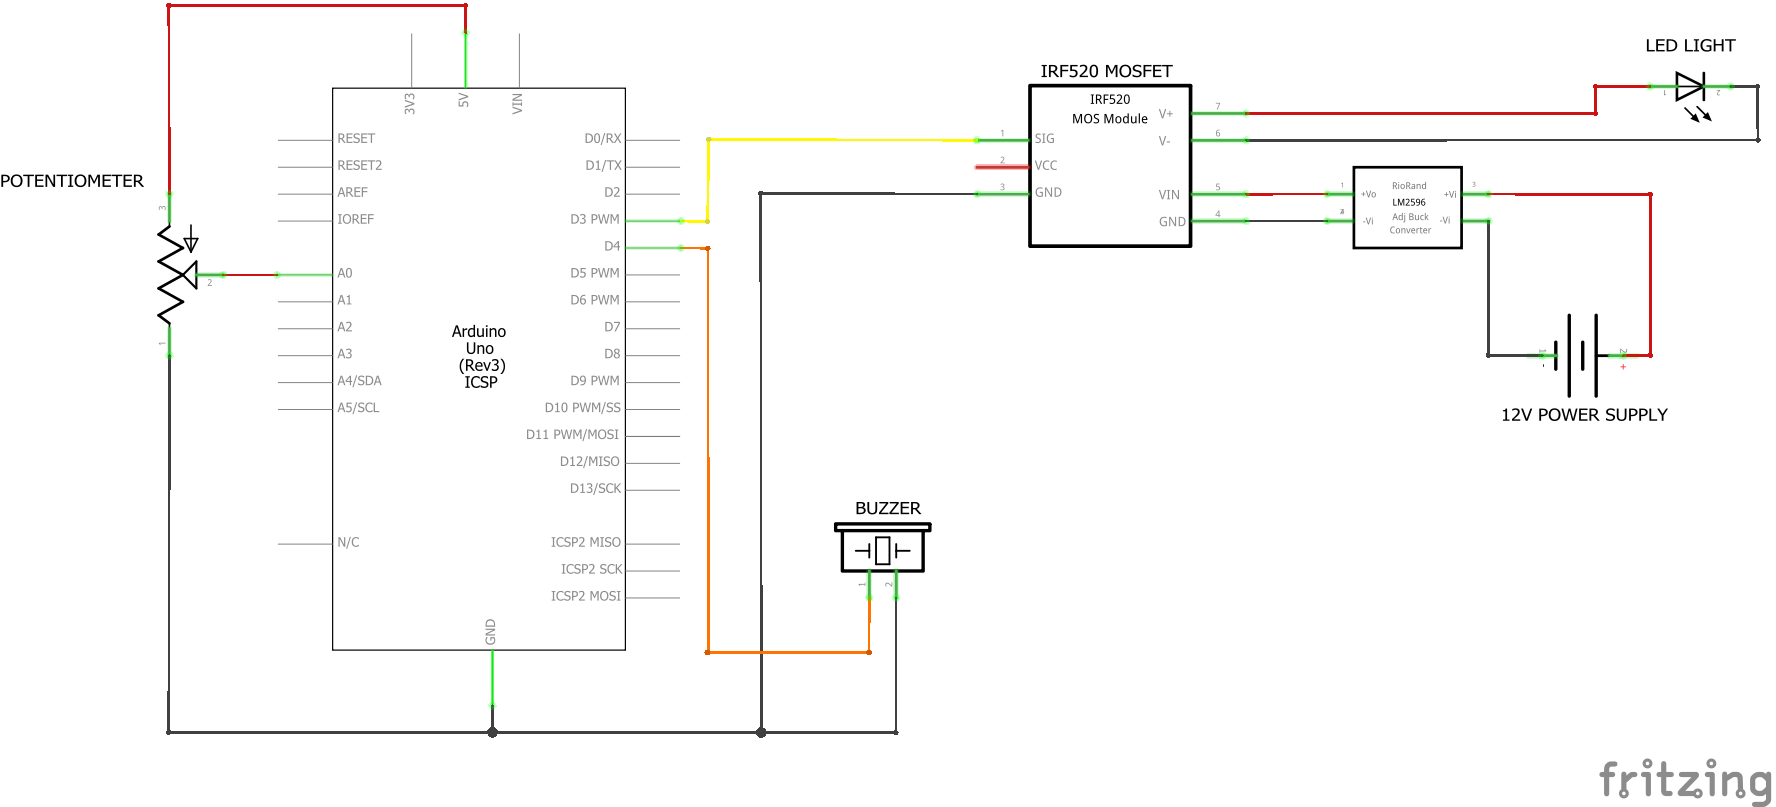 LED LIGHT
1
2
IRF520 MOSFET
IRF520
MOS Module
SIG
VCC
GND
V+
V-
VIN
GND
1
2
3
7
6
5
4
RioRand
LM2596
Adj Buck
Converter
+Vo
-Vi
+Vi
-Vi
1
3
12V POWER SUPPLY
-
+
1
2
POTENTIOMETER
3
2
1
3V3
5V
VIN
RESET
RESET2
AREF
IOREF
A0
A1
A2
A3
A4/SDA
A5/SCL
N/C
D0/RX
D1/TX
D2
D3 PWM
D4
D5 PWM
D6 PWM
D7
D8
D9 PWM
D10 PWM/SS
D11 PWM/MOSI
D12/MISO
D13/SCK
ICSP2 MISO
ICSP2 SCK
ICSP2 MOSI
GND
Arduino
Uno
(Rev3)
ICSP
BUZZER
1
2
fritzing